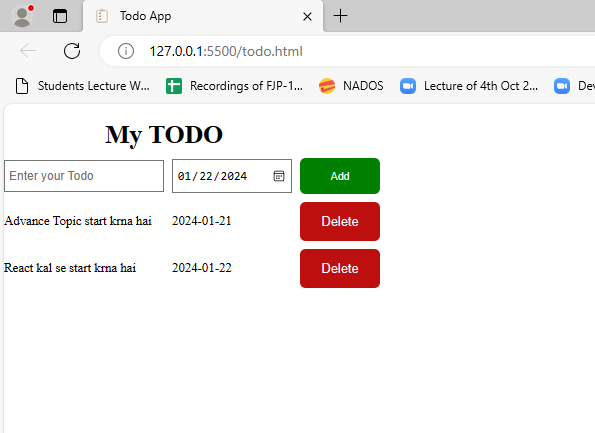 Todo App
127.0.0.1:5500/todo.html
Students Lecture W... Recordings of FJP-1... NADOS Lecture of 4th Oct 2... Dev
My TODO
Enter your Todo 01/22/2024 Add
Advance Topic start krna hai 2024-01-21 Delete
React kal se start krna hai 2024-01-22 Delete